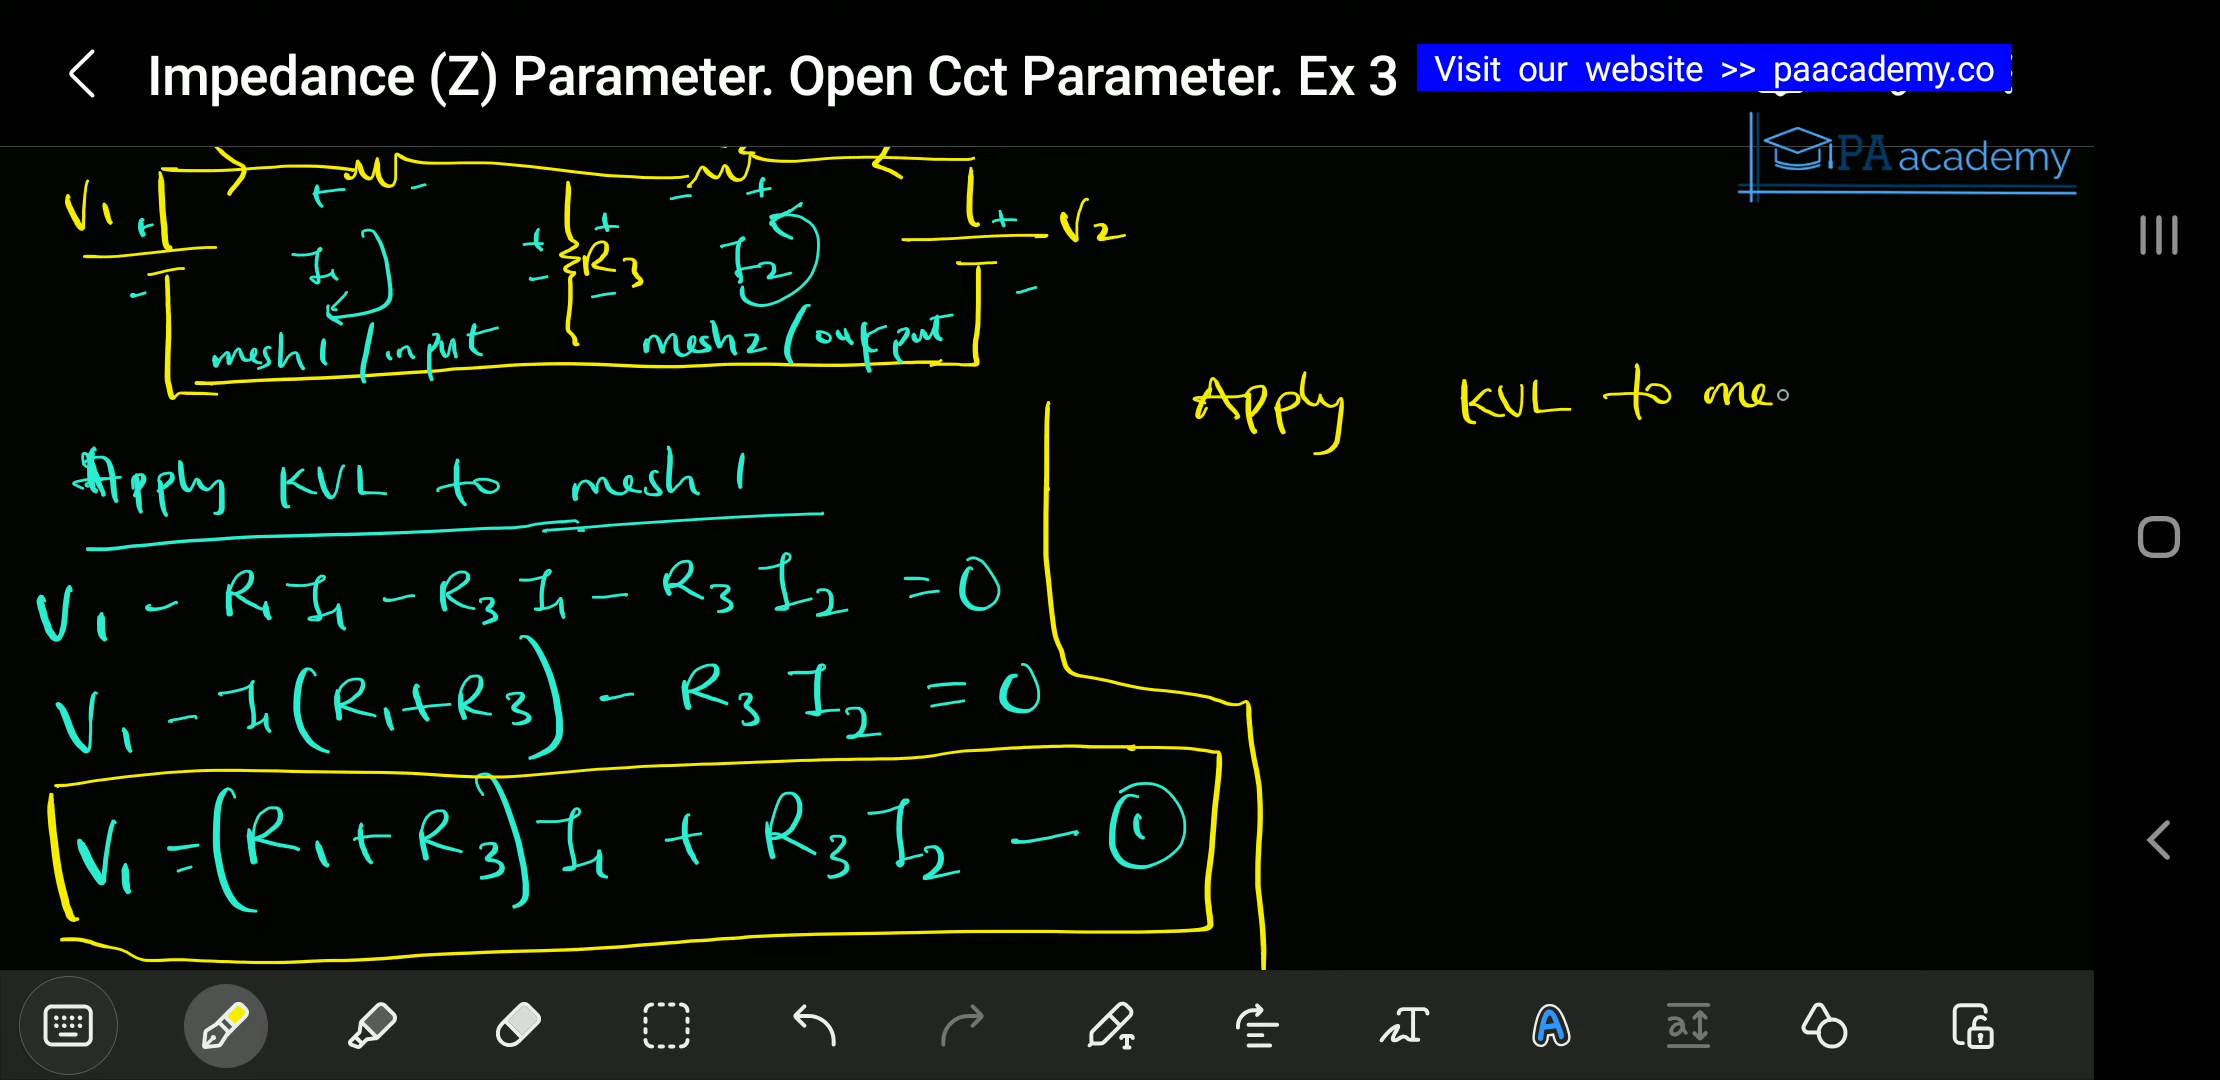 Impedance (Z) Parameter. Open Cct Parameter. Ex 3
Visit our website >> paacademy.co
PA academy
V1 + -
+ - - +
I1
+ - + R3 -
I2
+ V2 -
mesh 1 / input
mesh 2 / output
Apply KVL to mesh 1
V1 - R1 I1 - R3 I1 - R3 I2 = 0
V1 - I1 (R1 + R3) - R3 I2 = 0
V1 = (R1 + R3) I1 + R3 I2 - ①
Apply KVL to me